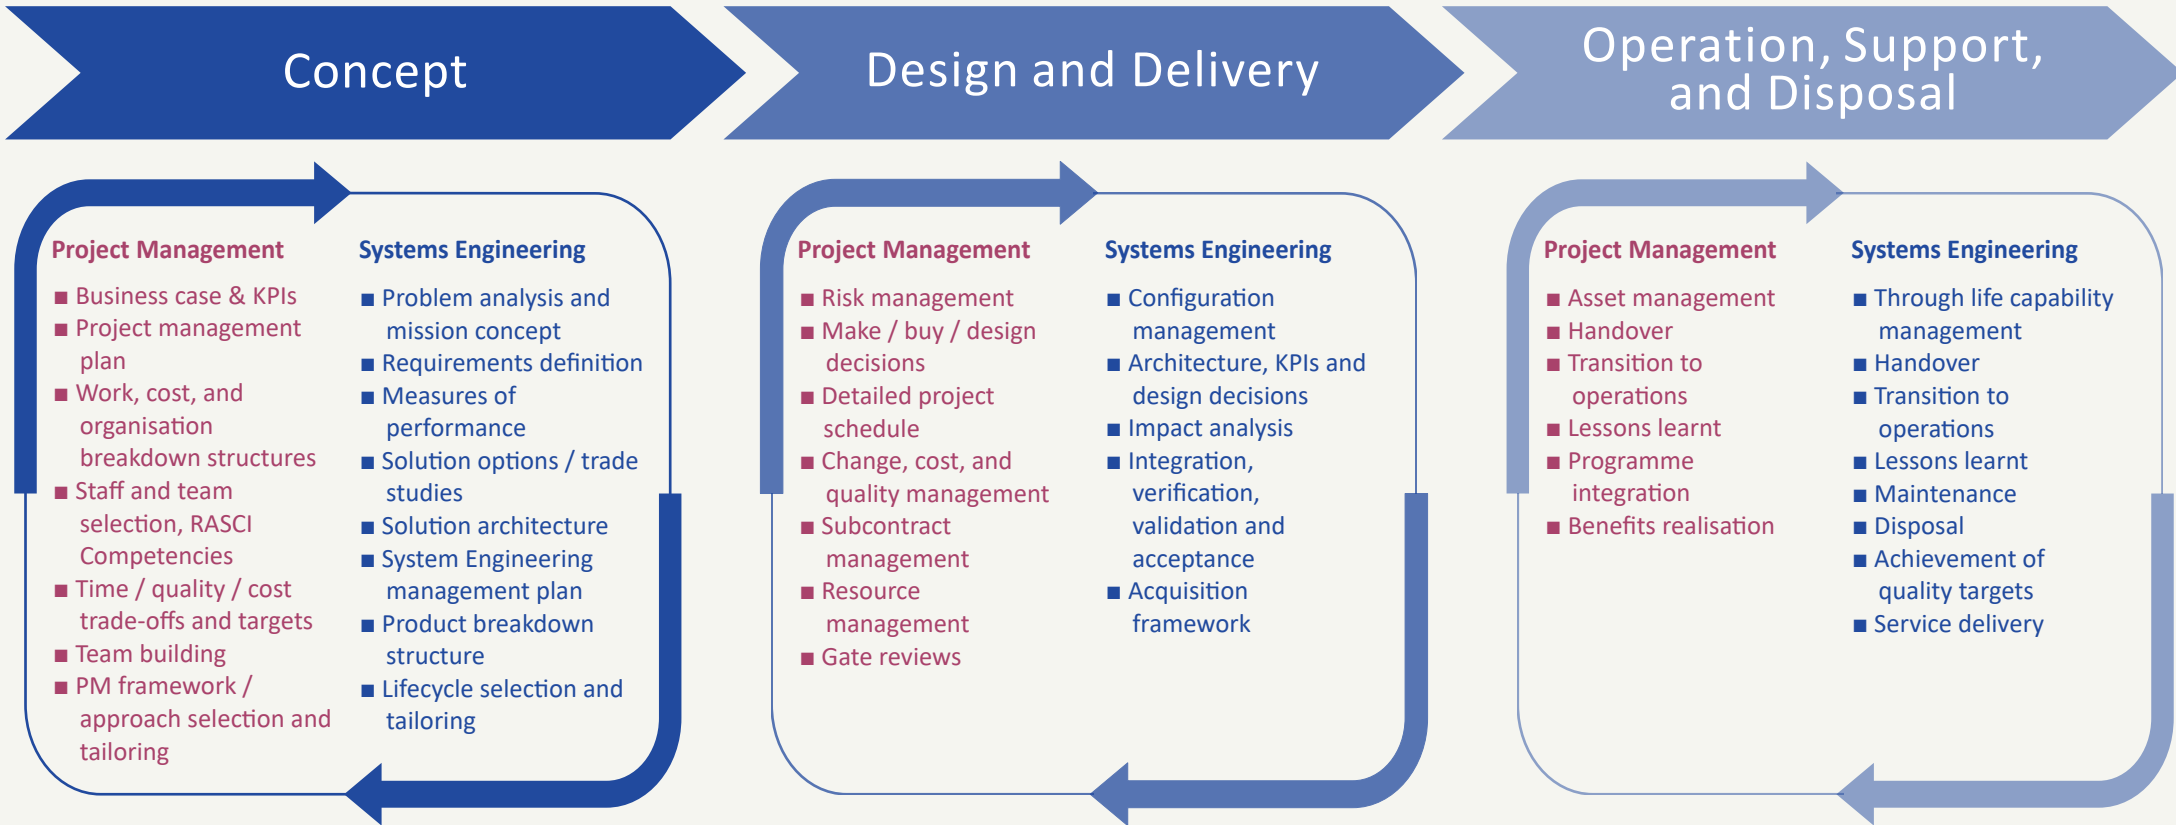 Concept
Design and Delivery
Operation, Support,
and Disposal
Project Management
■ Business case & KPIs
■ Project management
plan
■ Work, cost, and
organisation
breakdown structures
■ Staff and team
selection, RASCI
Competencies
■ Time / quality / cost
trade-offs and targets
■ Team building
■ PM framework /
approach selection and
tailoring
Systems Engineering
■ Problem analysis and
mission concept
■ Requirements definition
■ Measures of
performance
■ Solution options / trade
studies
■ Solution architecture
■ System Engineering
management plan
■ Product breakdown
structure
■ Lifecycle selection and
tailoring
Project Management
■ Risk management
■ Make / buy / design
decisions
■ Detailed project
schedule
■ Change, cost, and
quality management
■ Subcontract
management
■ Resource
management
■ Gate reviews
Systems Engineering
■ Configuration
management
■ Architecture, KPIs and
design decisions
■ Impact analysis
■ Integration,
verification,
validation and
acceptance
■ Acquisition
framework
Project Management
■ Asset management
■ Handover
■ Transition to
operations
■ Lessons learnt
■ Programme
integration
■ Benefits realisation
Systems Engineering
■ Through life capability
management
■ Handover
■ Transition to
operations
■ Lessons learnt
■ Maintenance
■ Disposal
■ Achievement of
quality targets
■ Service delivery